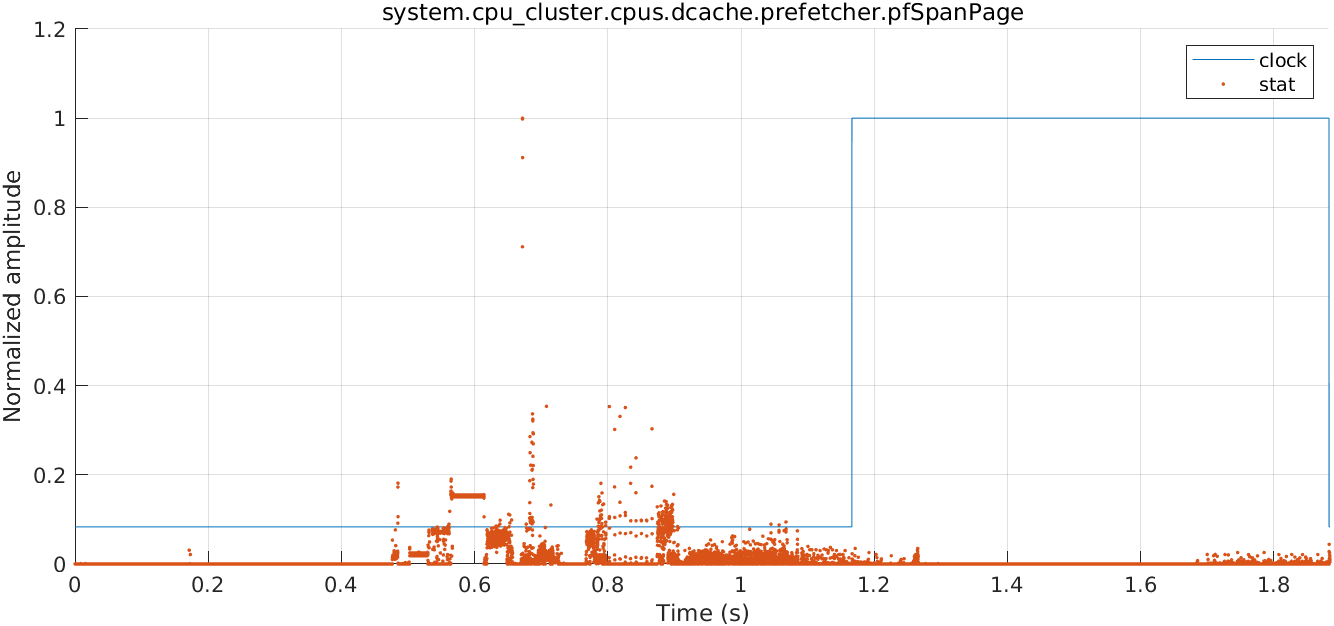 system.cpu_cluster.cpus.dcache.prefetcher.pfSpanPage
1.2
1
0.8
0.6
0.4
0.2
0
Normalized amplitude
clock
stat
0 0.2 0.4 0.6 0.8 1 1.2 1.4 1.6 1.8
Time (s)